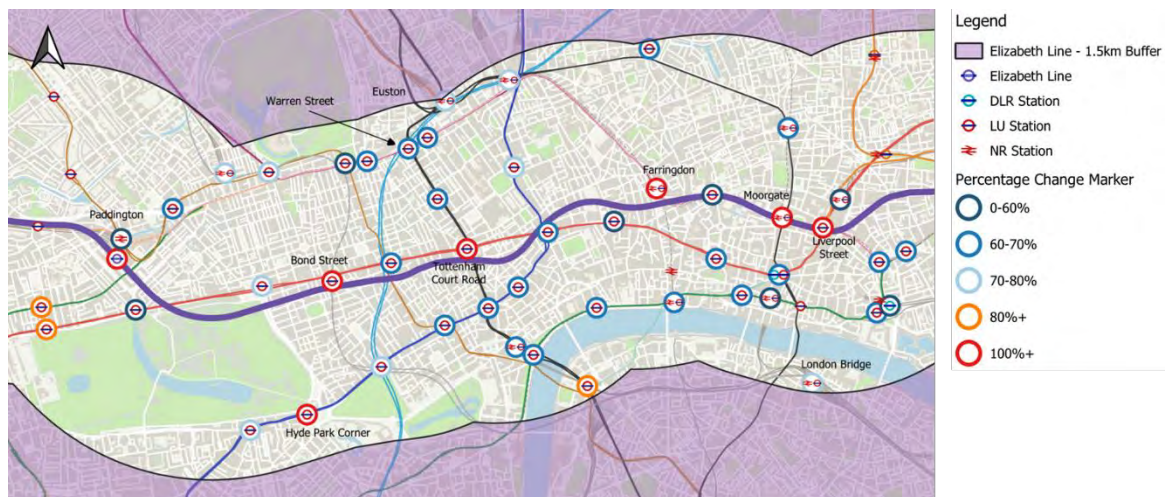 Legend
Elizabeth Line - 1.5km Buffer
Elizabeth Line
DLR Station
LU Station
NR Station
Percentage Change Marker
0-60%
60-70%
70-80%
80%+
100%+
Euston
Warren Street
Farringdon
Moorgate
Paddington
Liverpool
Street
Bond Street
Tottenham
Court Road
London Bridge
Hyde Park Corner